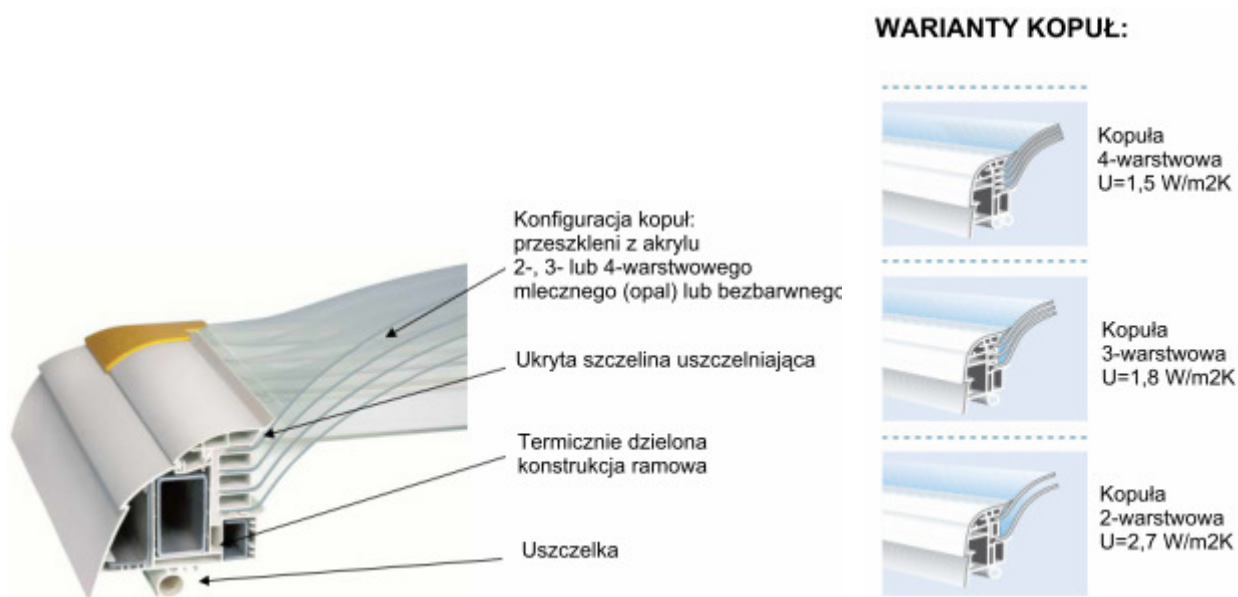 WARIANTY KOPUŁ:
Kopuła
4-warstwowa
U=1,5 W/m2K
Kopuła
3-warstwowa
U=1,8 W/m2K
Kopuła
2-warstwowa
U=2,7 W/m2K
Konfiguracja kopuł:
przeszkleni z akrylu
2-, 3- lub 4-warstwowego
mlecznego (opal) lub bezbarwnego
Ukryta szczelina uszczelniająca
Termicznie dzielona
konstrukcja ramowa
Uszczelka